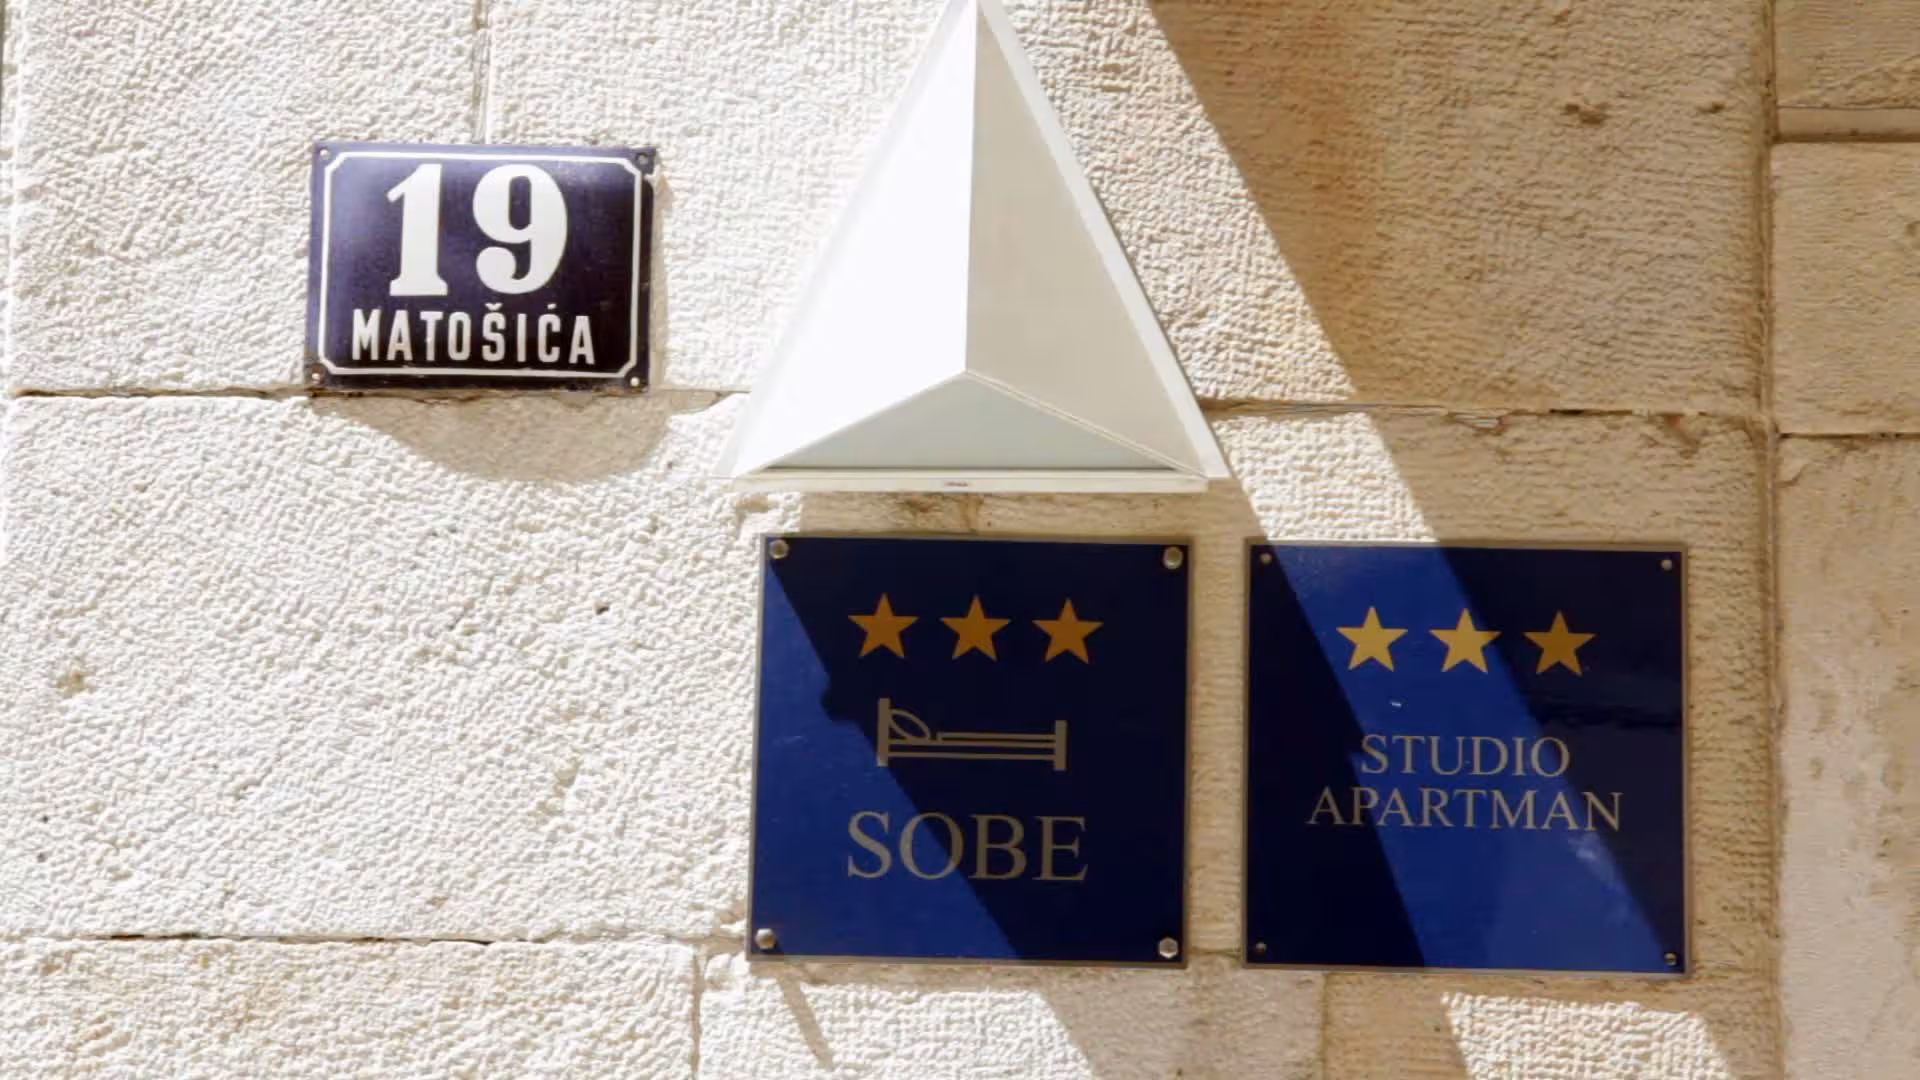 19
MATOŠIĆA
SOBE
STUDIO
APARTMAN